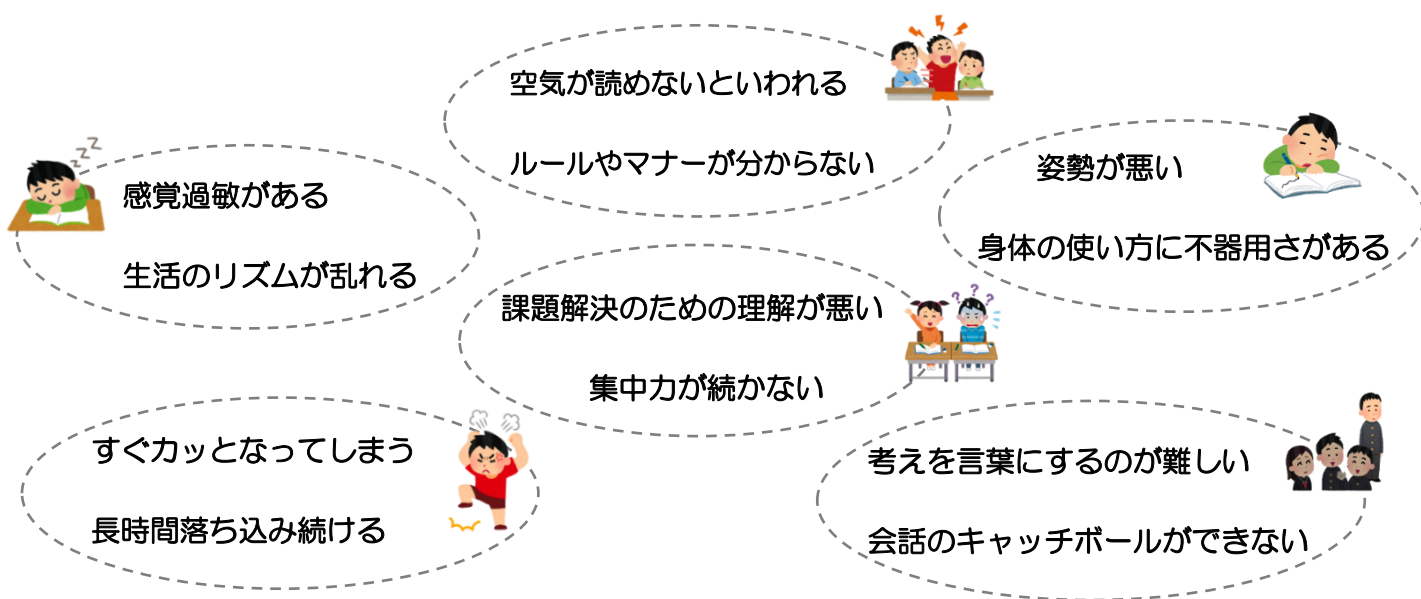 空気が読めないといわれる
ルールやマナーが分からない
感覚過敏がある
生活のリズムが乱れる
姿勢が悪い
身体の使い方に不器用さがある
課題解決のための理解が悪い
集中力が続かない
すぐカッとなってしまう
長時間落ち込み続ける
考えを言葉にするのが難しい
会話のキャッチボールができない